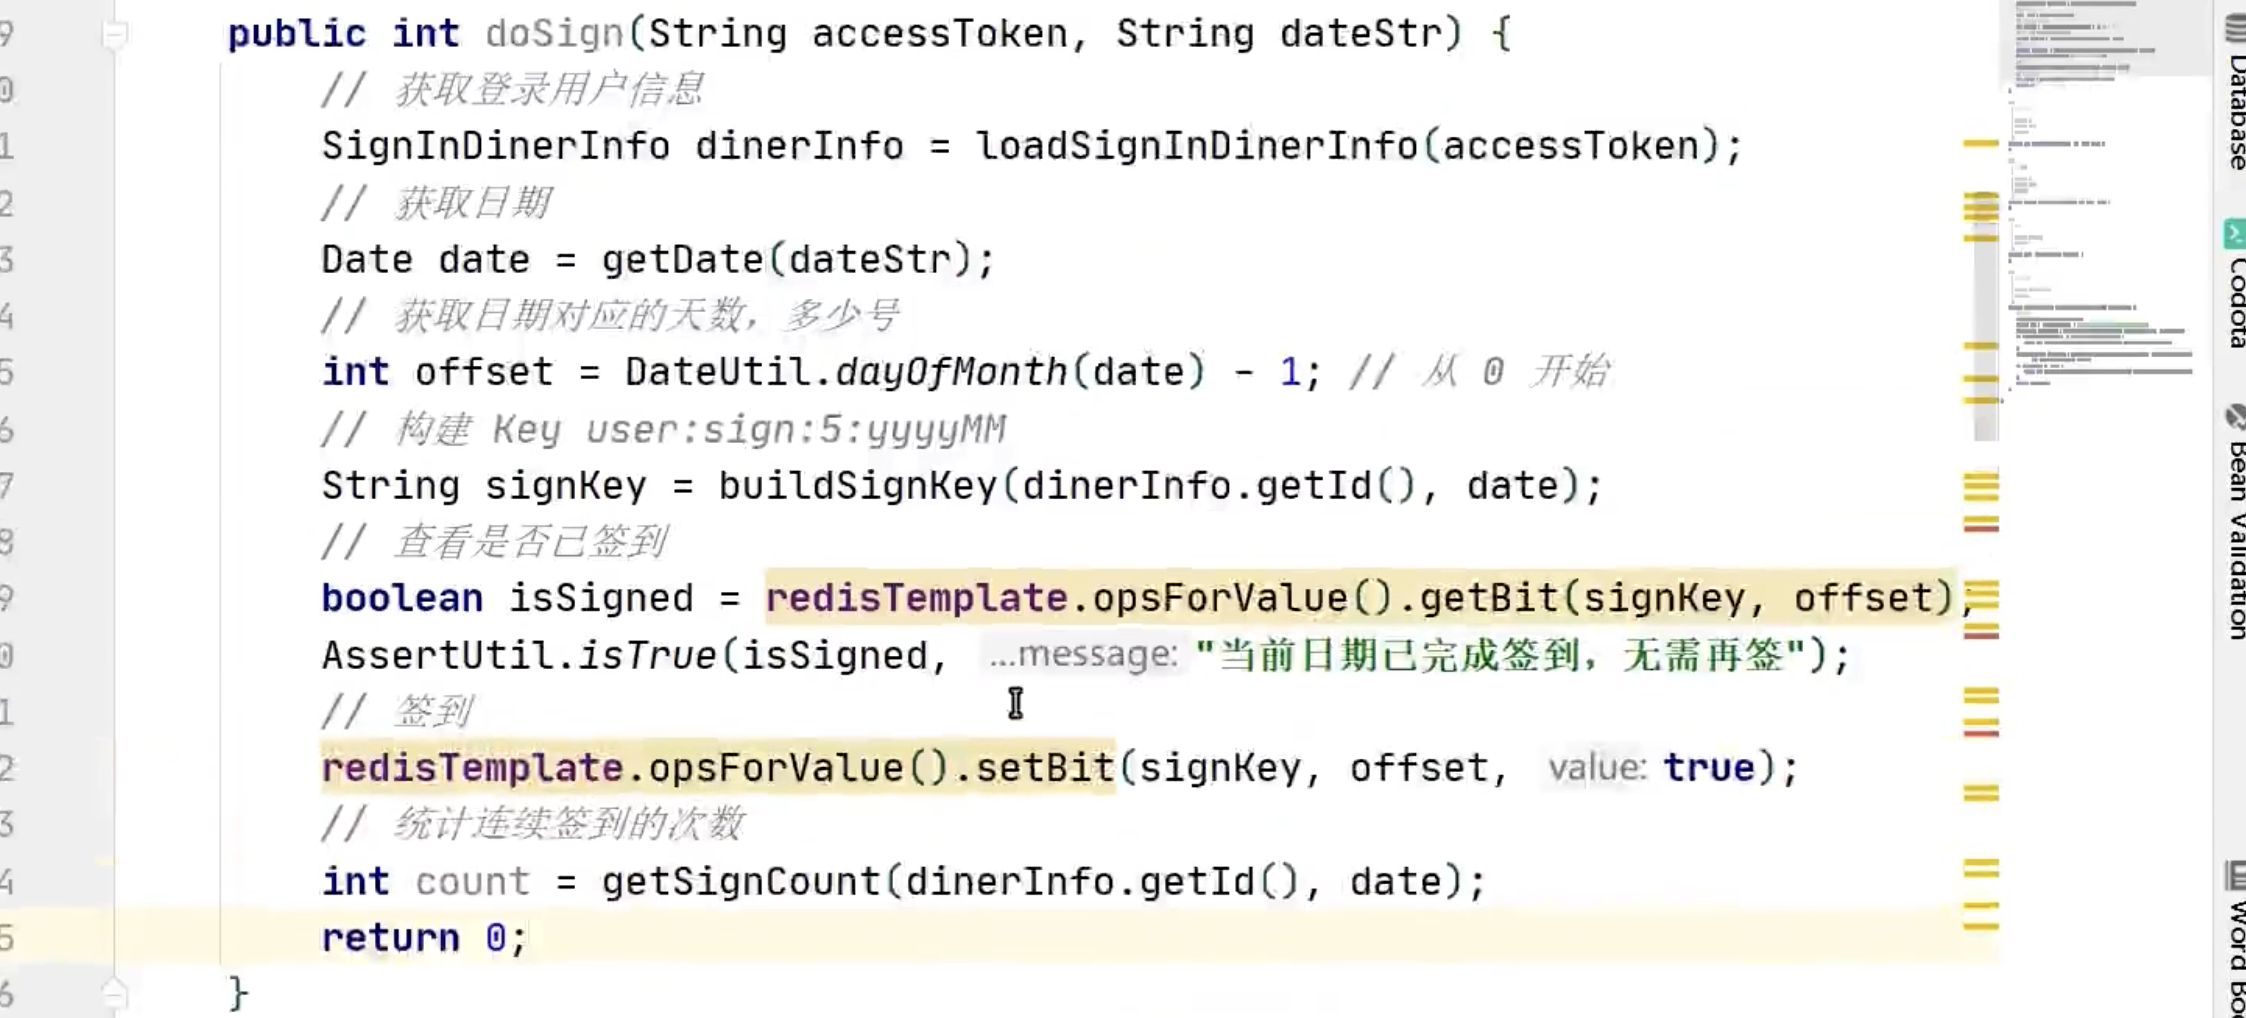 9 public int doSign(String accessToken, String dateStr) {
0 // 获取登录用户信息
1 SignInDinerInfo dinerInfo = loadSignInDinerInfo(accessToken);
2 // 获取日期
3 Date date = getDate(dateStr);
4 // 获取日期对应的天数，多少号
5 int offset = DateUtil.dayOfMonth(date) - 1; // 从 0 开始
6 // 构建 Key user:sign:5:yyyyMM
7 String signKey = buildSignKey(dinerInfo.getId(), date);
8 // 查看是否已签到
9 boolean isSigned = redisTemplate.opsForValue().getBit(signKey, offset);
0 AssertUtil.isTrue(isSigned, ...message: "当前日期已完成签到，无需再签");
1 // 签到
2 redisTemplate.opsForValue().setBit(signKey, offset, value: true);
3 // 统计连续签到的次数
4 int count = getSignCount(dinerInfo.getId(), date);
5 return 0;
6 }
Database
Codota
Bean Validation
Word